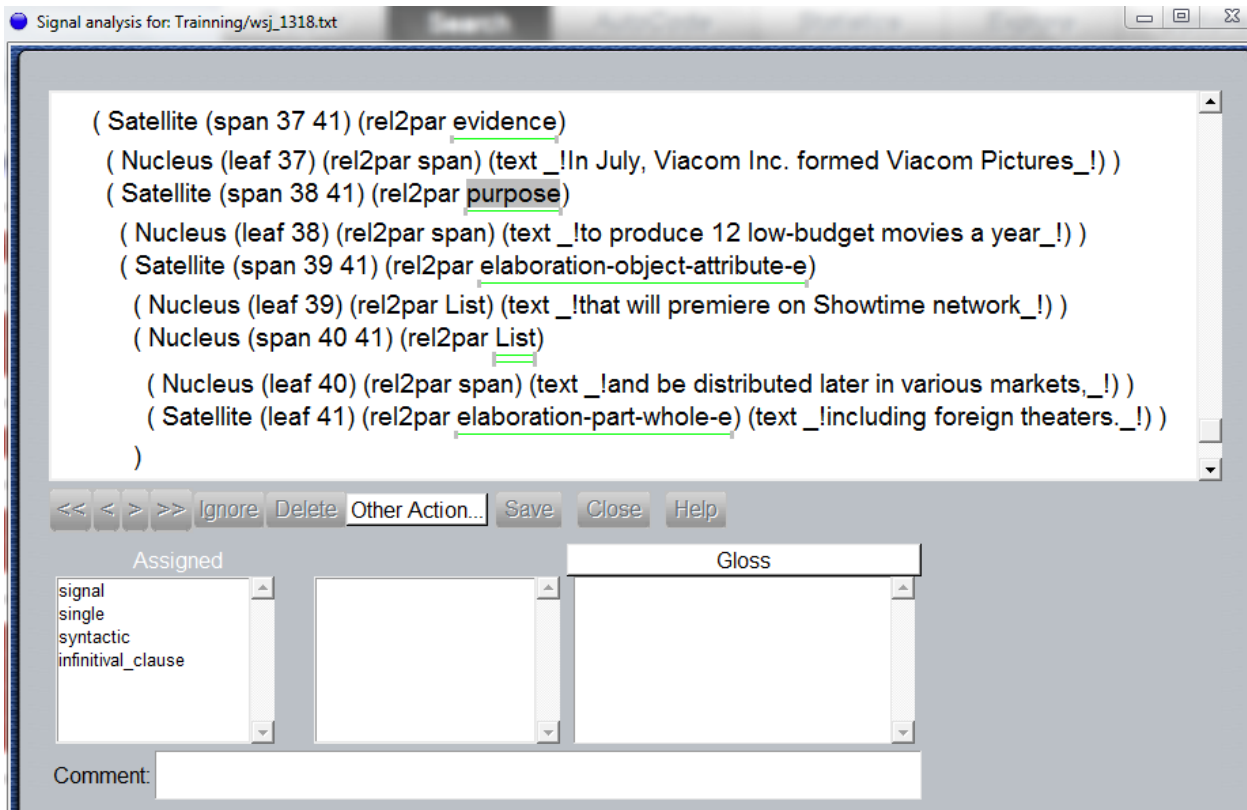 Signal analysis for: Trainning/wsj_1318.txt
Search AutoCode Statistics Explore
( Satellite (span 37 41) (rel2par evidence)
( Nucleus (leaf 37) (rel2par span) (text _!In July, Viacom Inc. formed Viacom Pictures_!) )
( Satellite (span 38 41) (rel2par purpose)
( Nucleus (leaf 38) (rel2par span) (text _!to produce 12 low-budget movies a year_!) )
( Satellite (span 39 41) (rel2par elaboration-object-attribute-e)
( Nucleus (leaf 39) (rel2par List) (text _!that will premiere on Showtime network_!) )
( Nucleus (span 40 41) (rel2par List)
( Nucleus (leaf 40) (rel2par span) (text _!and be distributed later in various markets,_!) )
( Satellite (leaf 41) (rel2par elaboration-part-whole-e) (text _!including foreign theaters._!) )
)
<< < > >> Ignore Delete Other Action... Save Close Help
Assigned Gloss
signal
single
syntactic
infinitival_clause
Comment: